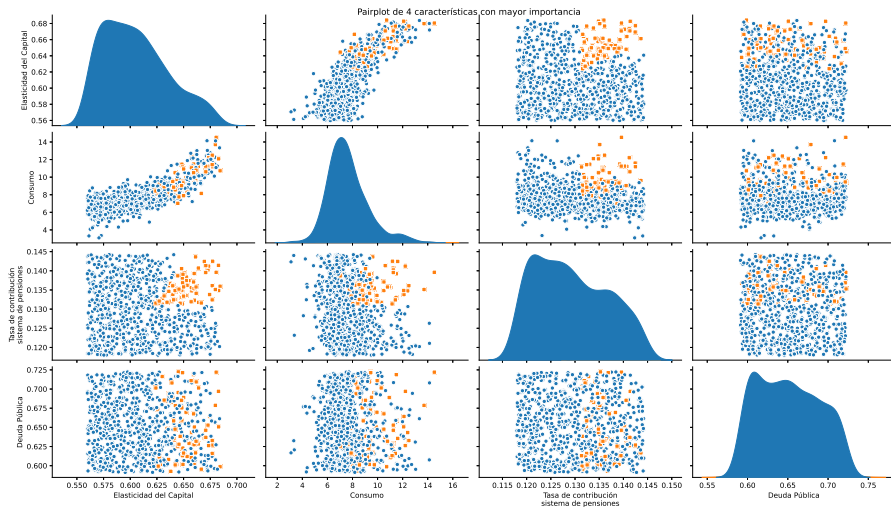 Pairplot de 4 características con mayor importancia
Elasticidad del Capital
0.68
0.66
0.64
0.62
0.60
0.58
0.56
Consumo
14
12
10
8
6
4
Tasa de contribución
sistema de pensiones
0.145
0.140
0.135
0.130
0.125
0.120
Deuda Pública
0.725
0.700
0.675
0.650
0.625
0.600
0.550 0.575 0.600 0.625 0.650 0.675 0.700
Elasticidad del Capital
2 4 6 8 10 12 14 16
Consumo
0.115 0.120 0.125 0.130 0.135 0.140 0.145 0.150
Tasa de contribución
sistema de pensiones
0.55 0.60 0.65 0.70 0.75
Deuda Pública